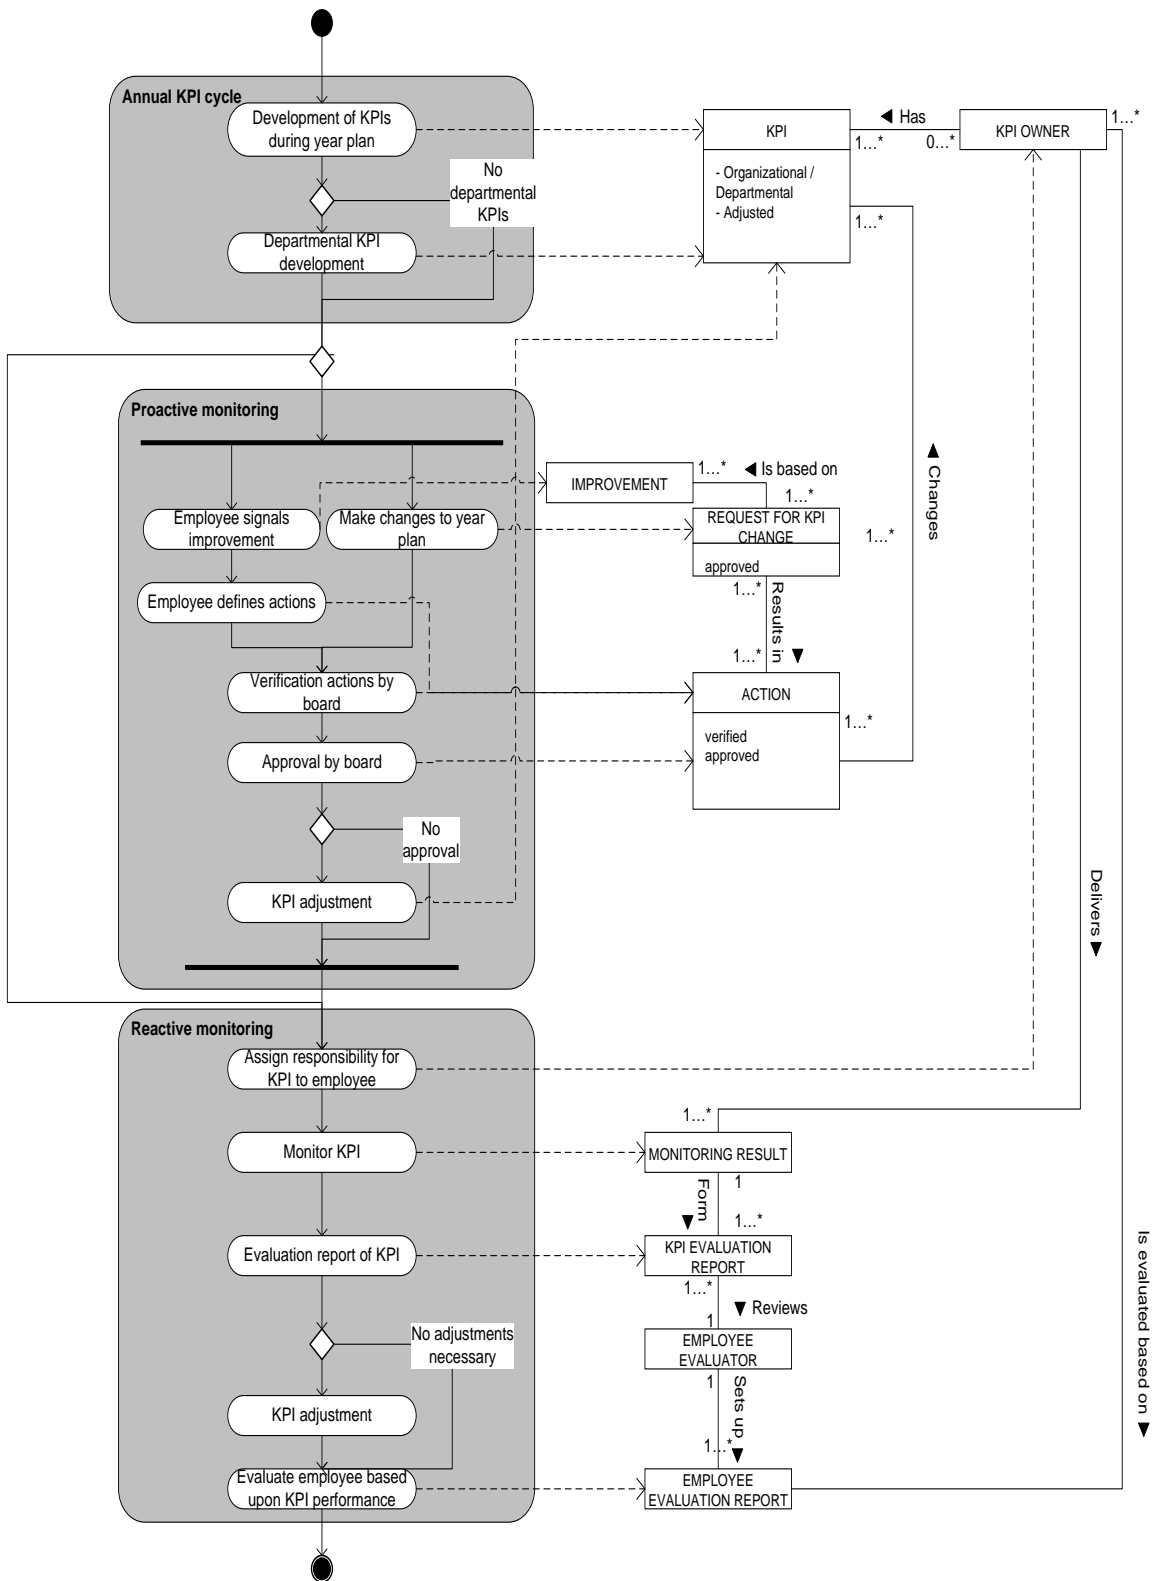 Annual KPI cycle
Development of KPIs
during year plan
No
departmental
KPIs
Departmental KPI
development
KPI
- Organizational /
Departmental
- Adjusted
◄ Has
1...*
0...*
KPI OWNER
1...*
1...*
Proactive monitoring
Employee signals
improvement
Make changes to year
plan
Employee defines actions
Verification actions by
board
Approval by board
No
approval
KPI adjustment
IMPROVEMENT
1...*
◄ Is based on
1...*
REQUEST FOR KPI
CHANGE
approved
1...*
Results in ▼
1...*
ACTION
verified
approved
1...*
1...*
◄ Changes
Delivers ►
Reactive monitoring
Assign responsibility for
KPI to employee
Monitor KPI
Evaluation report of KPI
No adjustments
necessary
KPI adjustment
Evaluate employee based
upon KPI performance
1...*
MONITORING RESULT
1
Form ▼
1...*
KPI EVALUATION
REPORT
1...*
▼ Reviews
1
EMPLOYEE
EVALUATOR
1
Sets up ▼
1...*
EMPLOYEE
EVALUATION REPORT
Is evaluated based on ►